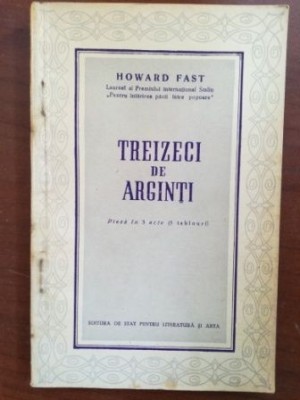 HOWARD FAST
Laureat al Premiului internațional Stalin
„Pentru întărirea păcii între popoare”
TREIZECI
DE
ARGINȚI
Piesă în 3 acte (6 tablouri)
EDITURA DE STAT PENTRU LITERATURĂ ȘI ARTĂ